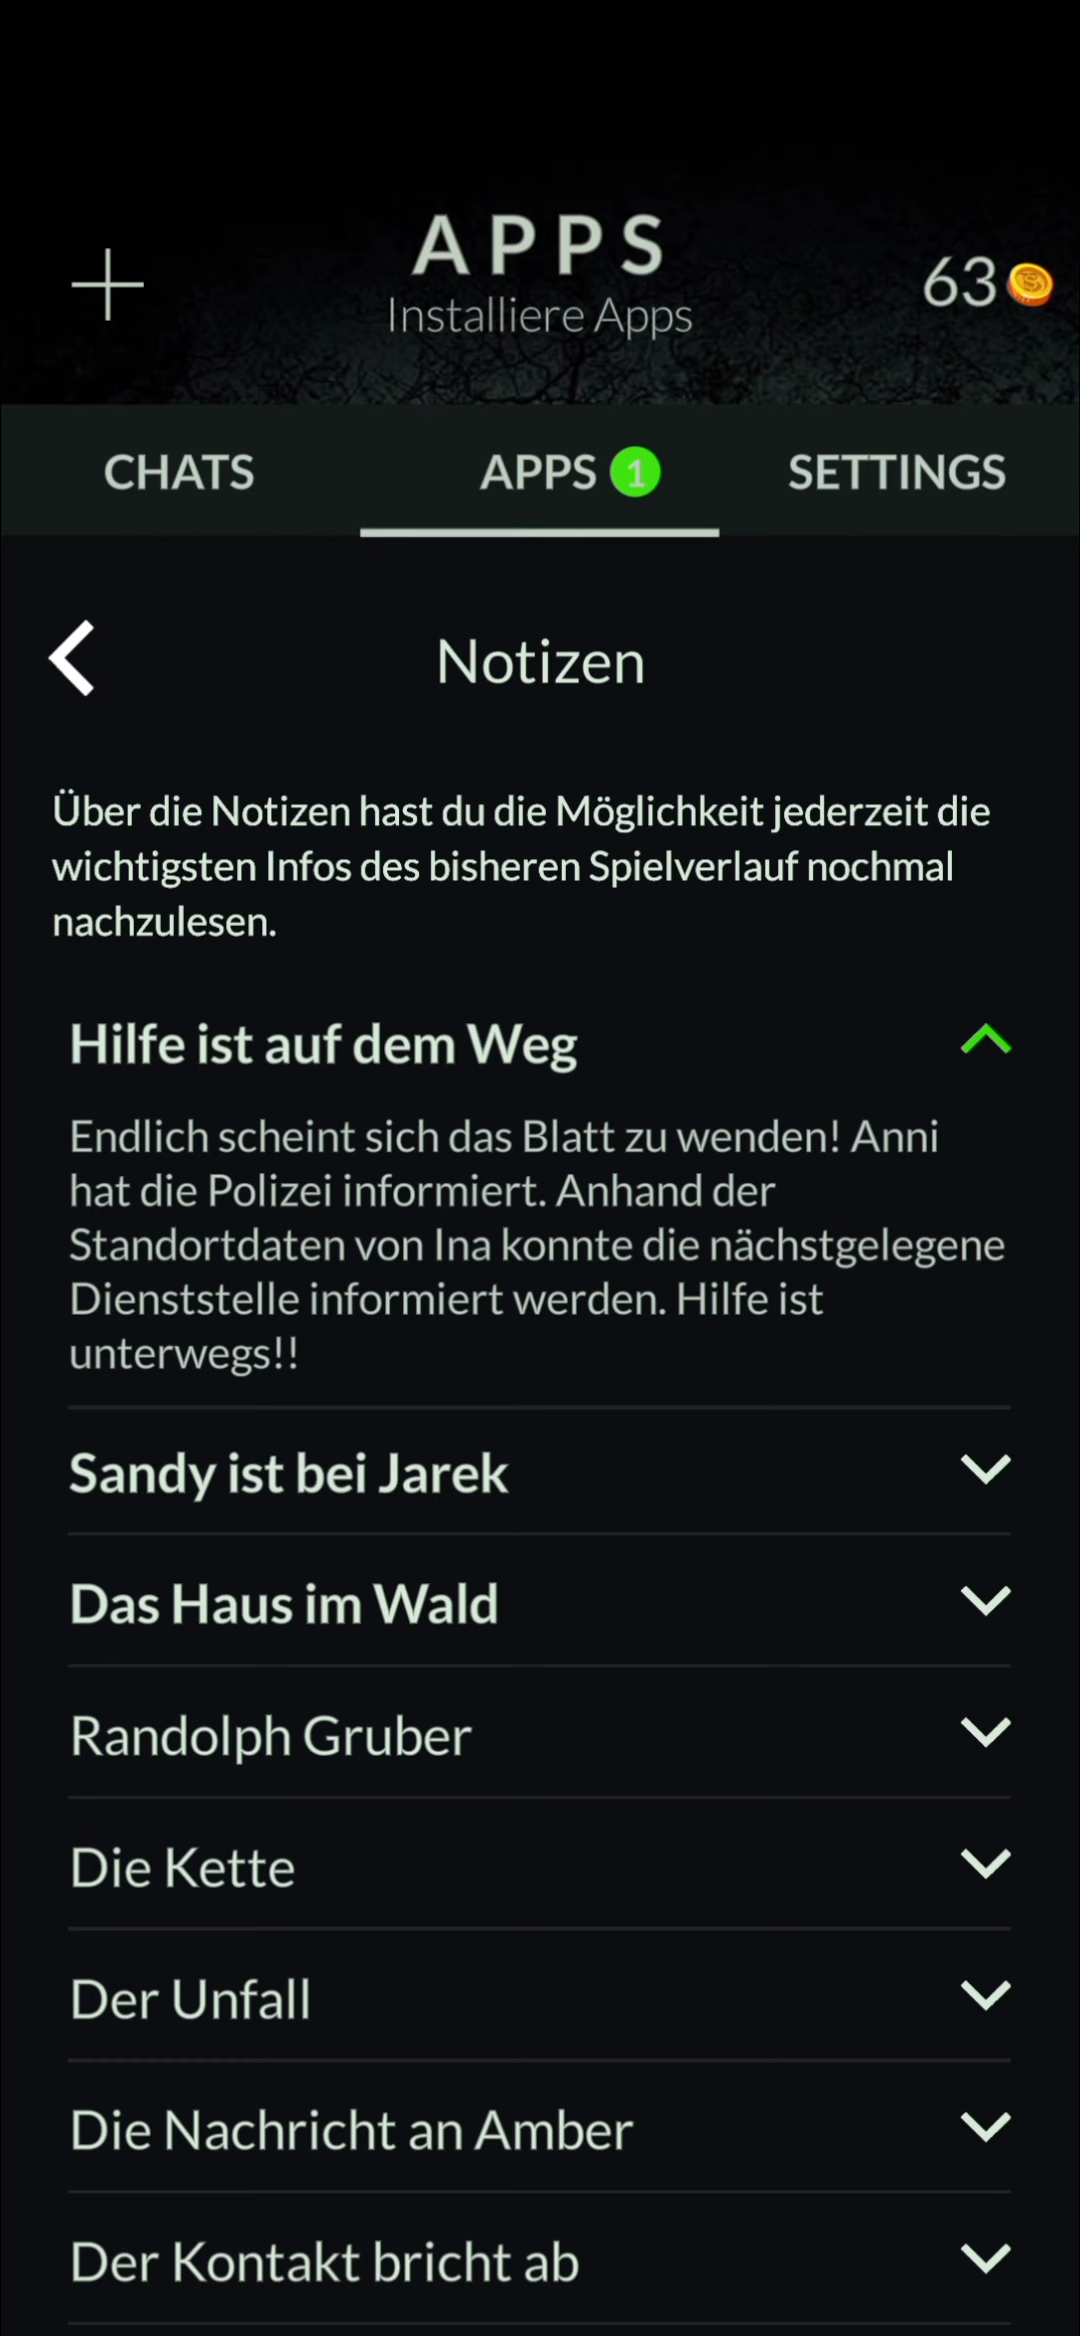 APPS
Installiere Apps
63
CHATS
APPS 1
SETTINGS
Notizen
Über die Notizen hast du die Möglichkeit jederzeit die
wichtigsten Infos des bisheren Spielverlauf nochmal
nachzulesen.
Hilfe ist auf dem Weg
Endlich scheint sich das Blatt zu wenden! Anni
hat die Polizei informiert. Anhand der
Standortdaten von Ina konnte die nächstgelegene
Dienststelle informiert werden. Hilfe ist
unterwegs!!
Sandy ist bei Jarek
Das Haus im Wald
Randolph Gruber
Die Kette
Der Unfall
Die Nachricht an Amber
Der Kontakt bricht ab